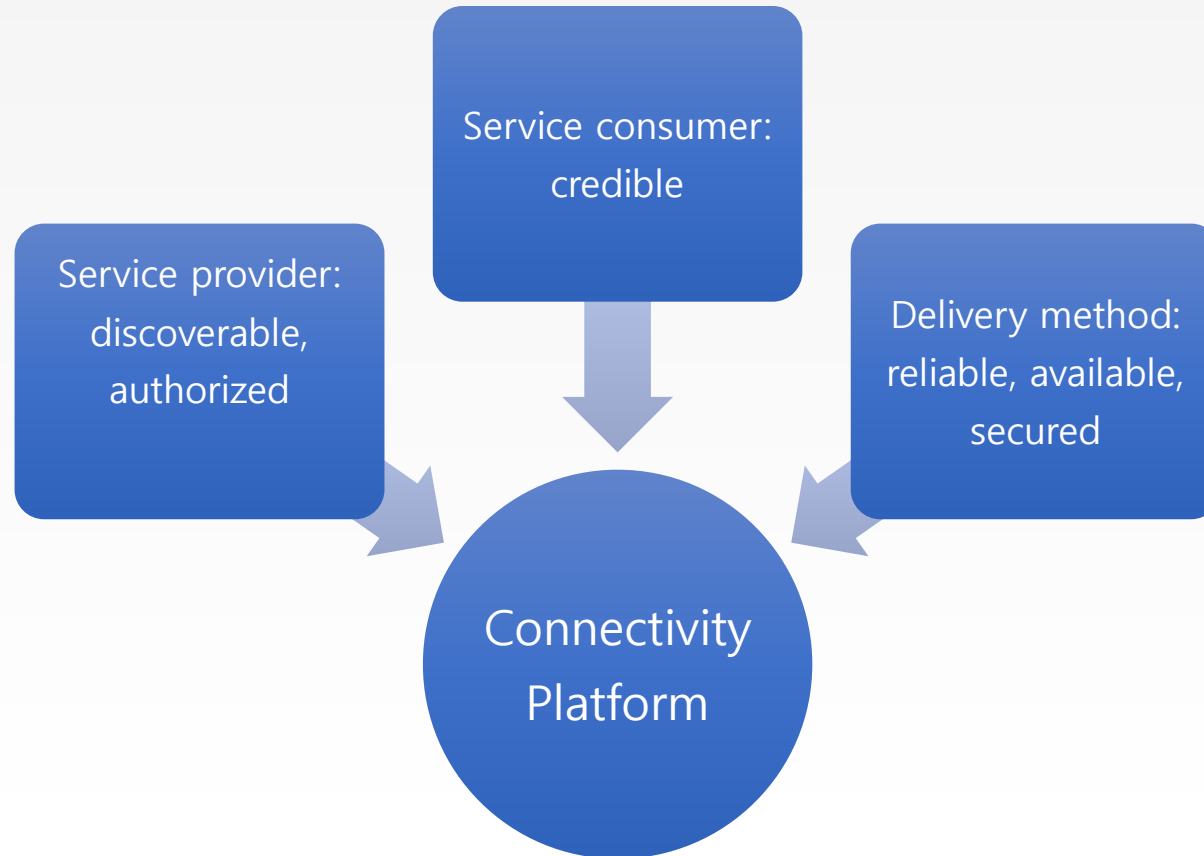 Service consumer:
credible
Service provider:
discoverable,
authorized
Delivery method:
reliable, available,
secured
Connectivity
Platform